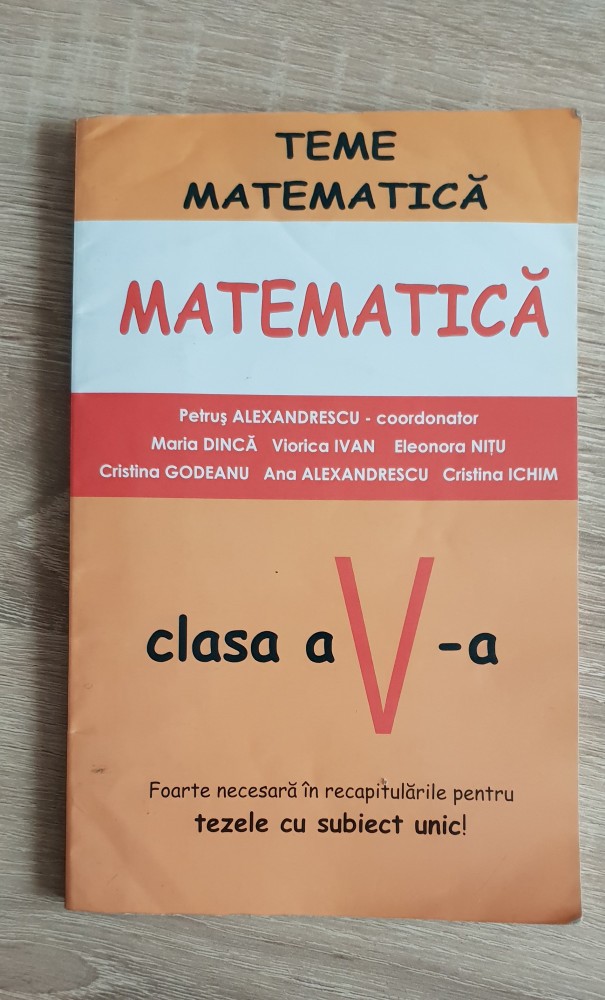 TEME
MATEMATICĂ
MATEMATICĂ
Petruş ALEXANDRESCU - coordonator
Maria DINCĂ Viorica IVAN Eleonora NIŢU
Cristina GODEANU Ana ALEXANDRESCU Cristina ICHIM
clasa a V-a
Foarte necesară în recapitulările pentru
tezele cu subiect unic!